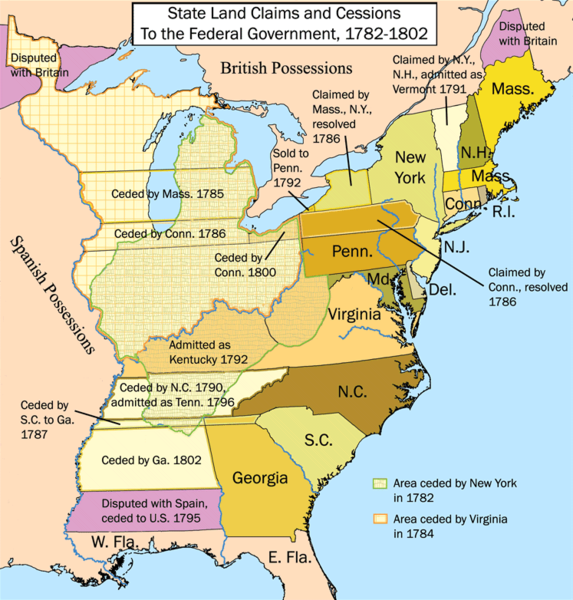 State Land Claims and Cessions
To the Federal Government, 1782-1802
Disputed
with Britain
Disputed
with Britain
British Possessions
Claimed by N.Y.,
N.H., admitted as
Vermont 1791
Mass.
Claimed by
Mass., N.Y.,
resolved
1786
Sold to
Penn.
1792
New
York
N.H.
Mass.
Conn.
R.I.
Ceded by Mass. 1785
Ceded by Conn. 1786
Ceded by
Conn. 1800
Penn.
N.J.
Claimed by
Conn., resolved
1786
Md.
Del.
Spanish Possessions
Virginia
Admitted as
Kentucky 1792
Ceded by N.C. 1790,
admitted as Tenn. 1796
N.C.
Ceded by
S.C. to Ga.
1787
S.C.
Ceded by Ga. 1802
Georgia
Disputed with Spain,
ceded to U.S. 1795
W. Fla.
E. Fla.
Area ceded by New York
in 1782
Area ceded by Virginia
in 1784